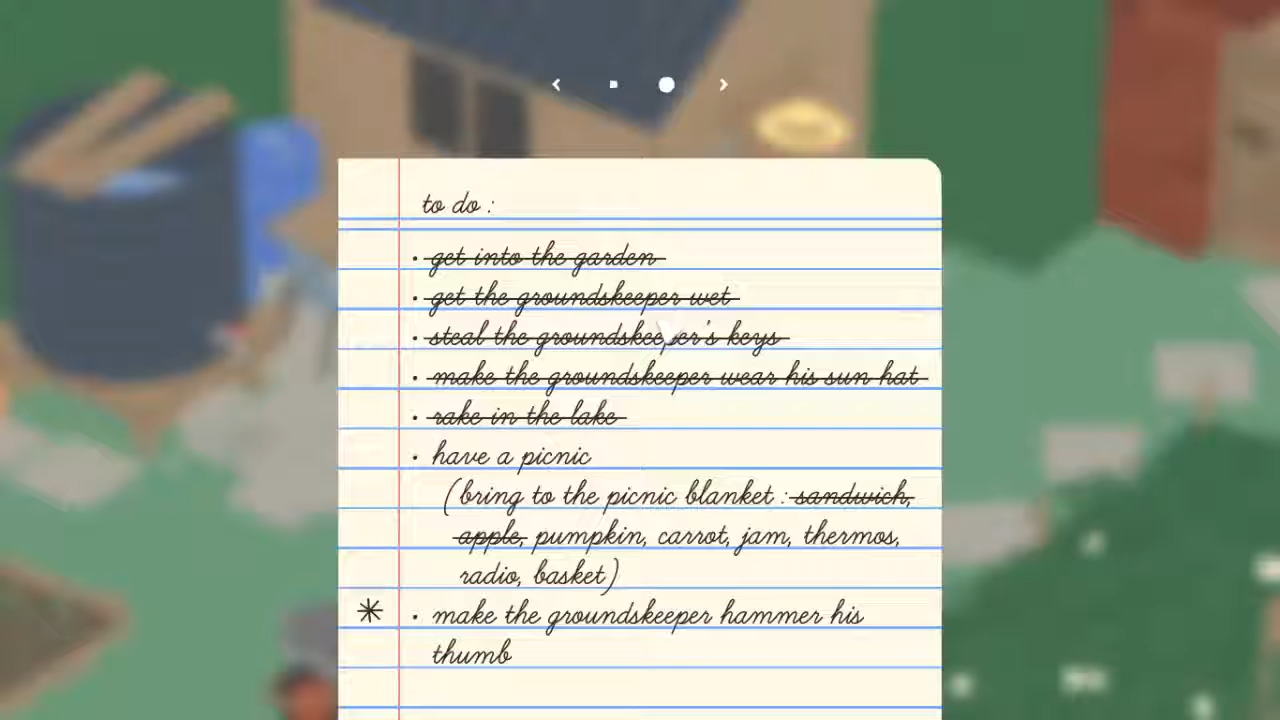 to do :
· get into the garden
· get the groundskeeper wet
· steal the groundskeeper's keys
· make the groundskeeper wear his sun hat
· rake in the lake
· have a picnic
(bring to the picnic blanket : sandwich,
apple, pumpkin, carrot, jam, thermos,
radio, basket)
· make the groundskeeper hammer his
thumb